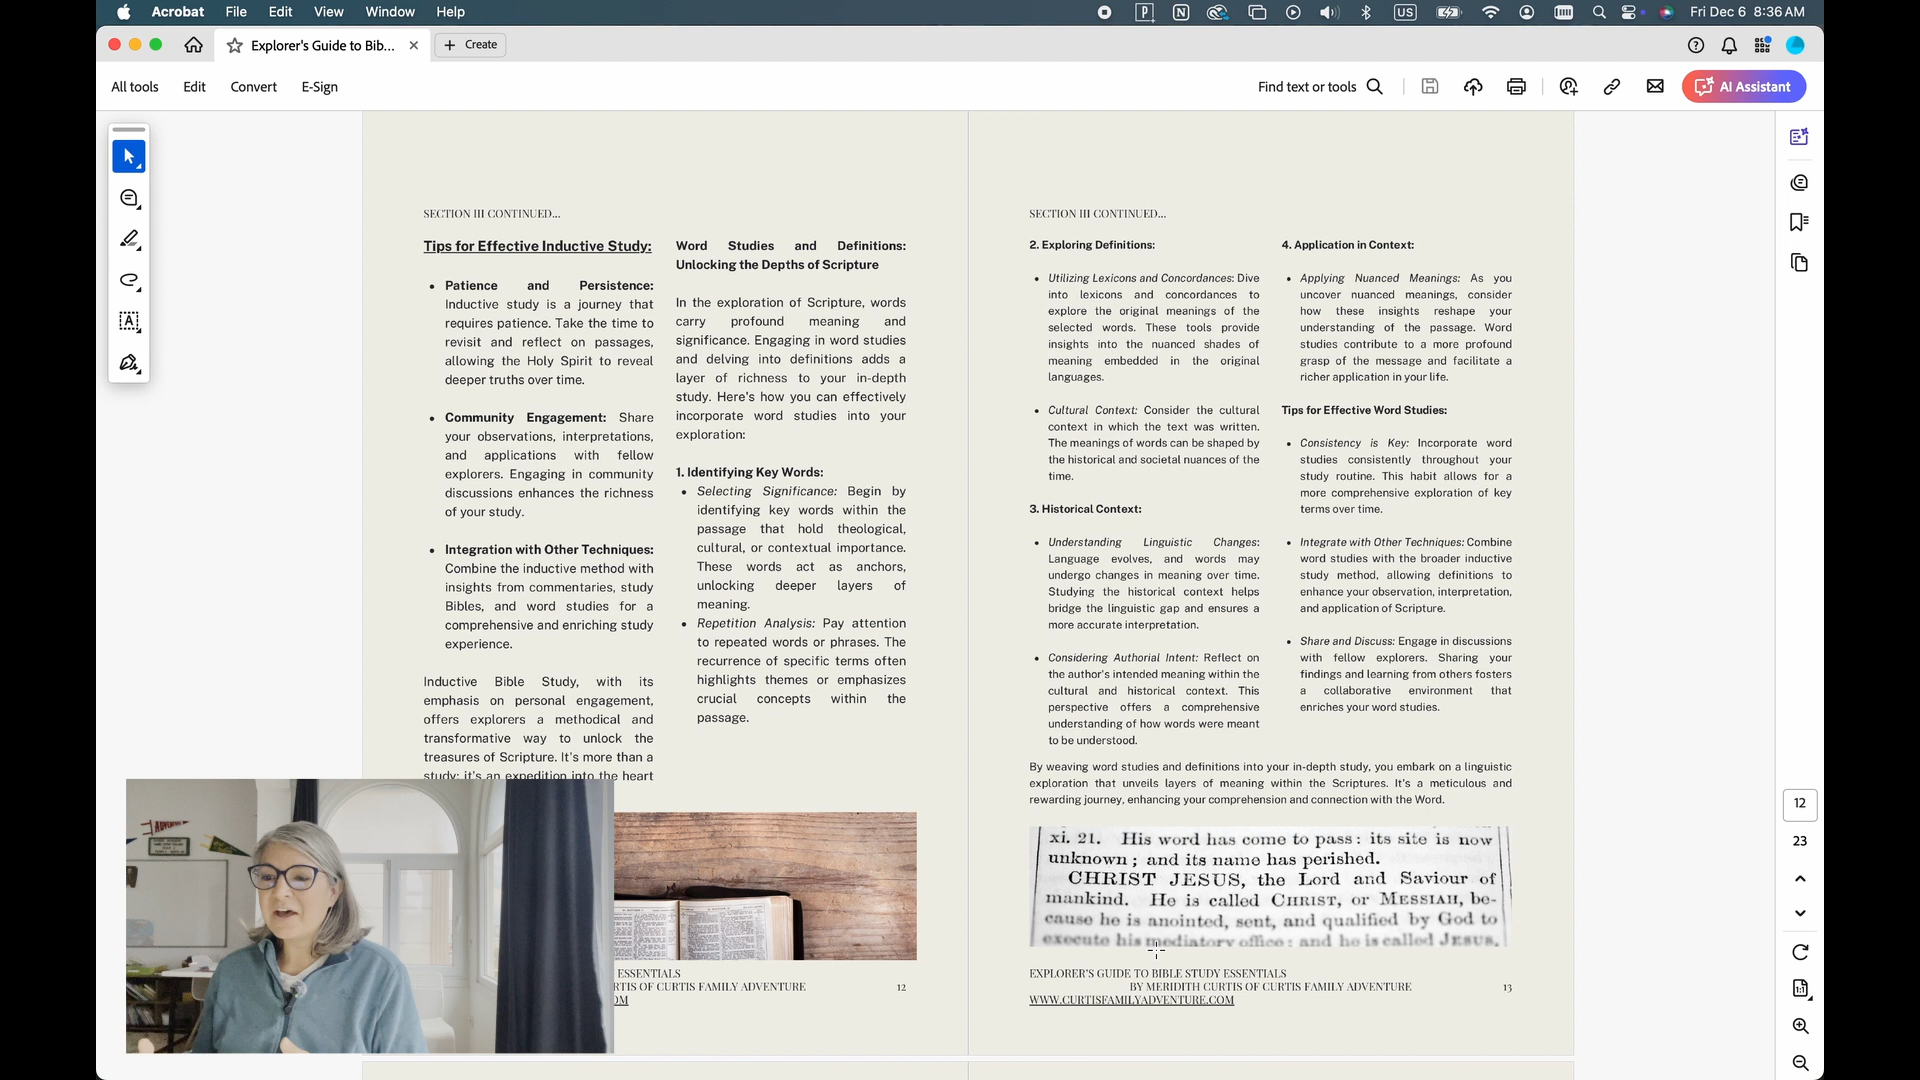 Acrobat File Edit View Window Help
US
Fri Dec 6 8:36 AM
Explorer's Guide to Bib...
Create
All tools Edit Convert E-Sign
Find text or tools
AI Assistant
SECTION III CONTINUED...
Tips for Effective Inductive Study:
• Patience and Persistence:
Inductive study is a journey that
requires patience. Take the time to
revisit and reflect on passages,
allowing the Holy Spirit to reveal
deeper truths over time.
• Community Engagement: Share
your observations, interpretations,
and applications with fellow
explorers. Engaging in community
discussions enhances the richness
of your study.
• Integration with Other Techniques:
Combine the inductive method with
insights from commentaries, study
Bibles, and word studies for a
comprehensive and enriching study
experience.
Inductive Bible Study, with its
emphasis on personal engagement,
offers explorers a methodical and
transformative way to unlock the
treasures of Scripture. It's more than a
study; it's an expedition into the heart
Word Studies and Definitions:
Unlocking the Depths of Scripture
In the exploration of Scripture, words
carry profound meaning and
significance. Engaging in word studies
and delving into definitions adds a
layer of richness to your in-depth
study. Here's how you can effectively
incorporate word studies into your
exploration:
1. Identifying Key Words:
• Selecting Significance: Begin by
identifying key words within the
passage that hold theological,
cultural, or contextual importance.
These words act as anchors,
unlocking deeper layers of
meaning.
• Repetition Analysis: Pay attention
to repeated words or phrases. The
recurrence of specific terms often
highlights themes or emphasizes
crucial concepts within the
passage.
ESSENTIALS
RTIS OF CURTIS FAMILY ADVENTURE
OM
12
SECTION III CONTINUED...
2. Exploring Definitions:
• Utilizing Lexicons and Concordances: Dive
into lexicons and concordances to
explore the original meanings of the
selected words. These tools provide
insights into the nuanced shades of
meaning embedded in the original
languages.
• Cultural Context: Consider the cultural
context in which the text was written.
The meanings of words can be shaped by
the historical and societal nuances of the
time.
3. Historical Context:
• Understanding Linguistic Changes:
Language evolves, and words may
undergo changes in meaning over time.
Studying the historical context helps
bridge the linguistic gap and ensures a
more accurate interpretation.
• Considering Authorial Intent: Reflect on
the author's intended meaning within the
cultural and historical context. This
perspective offers a comprehensive
understanding of how words were meant
to be understood.
4. Application in Context:
• Applying Nuanced Meanings: As you
uncover nuanced meanings, consider
how these insights reshape your
understanding of the passage. Word
studies contribute to a more profound
grasp of the message and facilitate a
richer application in your life.
Tips for Effective Word Studies:
• Consistency is Key: Incorporate word
studies consistently throughout your
study routine. This habit allows for a
more comprehensive exploration of key
terms over time.
• Integrate with Other Techniques: Combine
word studies with the broader inductive
study method, allowing definitions to
enhance your observation, interpretation,
and application of Scripture.
• Share and Discuss: Engage in discussions
with fellow explorers. Sharing your
findings and learning from others fosters
a collaborative environment that
enriches your word studies.
By weaving word studies and definitions into your in-depth study, you embark on a linguistic
exploration that unveils layers of meaning within the Scriptures. It's a meticulous and
rewarding journey, enhancing your comprehension and connection with the Word.
xi. 21. His word has come to pass: its site is now
unknown; and its name has perished.
CHRIST JESUS, the Lord and Saviour of
mankind. He is called CHRIST, or MESSIAH, be-
cause he is anointed, sent, and qualified by God to
execute his mediatory office; and he is called JESUS,
EXPLORER'S GUIDE TO BIBLE STUDY ESSENTIALS
BY MERIDITH CURTIS OF CURTIS FAMILY ADVENTURE
WWW.CURTISFAMILYADVENTURE.COM
13
12
23